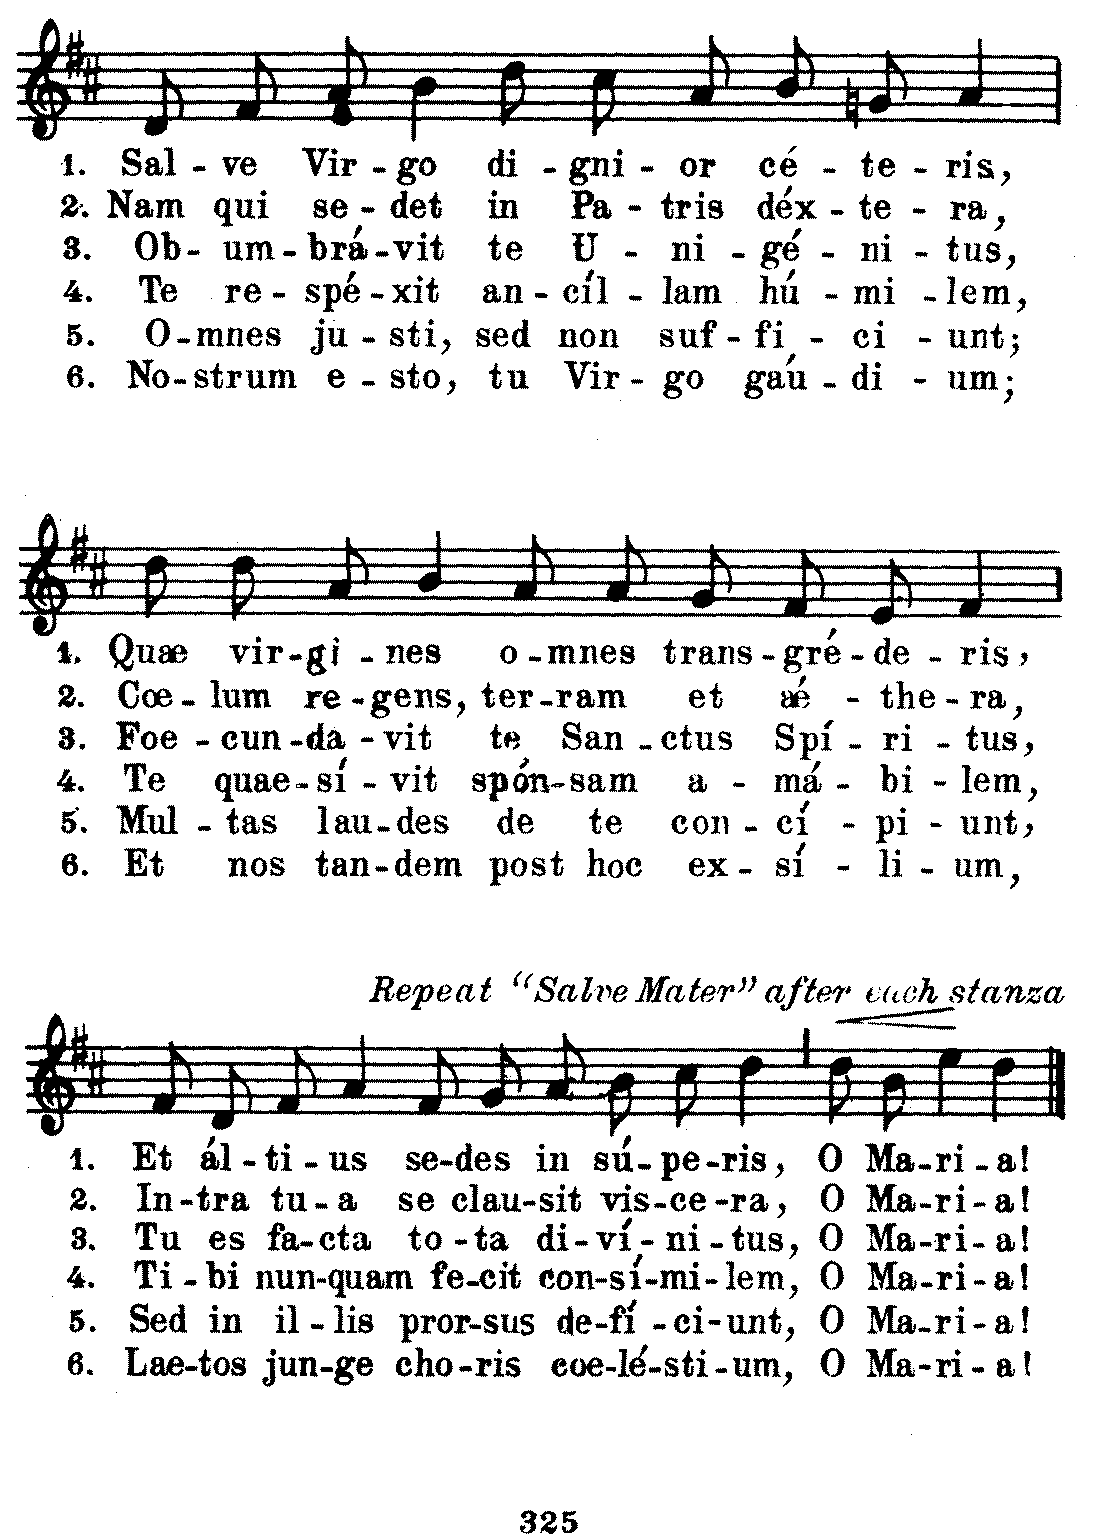 1. Sal - ve Vir - go di - gni - or cé - te - ris,
2. Nam qui se - det in Pa - tris déx - te - ra,
3. Ob - um - brá - vit te U - ni - gé - ni - tus,
4. Te re - spé - xit an - cíl - lam hú - mi - lem,
5. O - mnes ju - sti, sed non suf - fi - ci - unt;
6. No - strum e - sto, tu Vir - go gaú - di - um;
1. Quæ vir - gi - nes o - mnes trans - gré - de - ris,
2. Coe - lum re - gens, ter - ram et aé - the - ra,
3. Foe - cun - da - vit te San - ctus Spí - ri - tus,
4. Te quae - sí - vit spón - sam a - má - bi - lem,
5. Mul - tas lau - des de te con - cí - pi - unt,
6. Et nos tan - dem post hoc ex - sí - li - um,
Repeat "Salve Mater" after each stanza
1. Et ál - ti - us se - des in sú - pe - ris, O Ma - ri - a!
2. In - tra tu - a se clau - sit vis - ce - ra, O Ma - ri - a!
3. Tu es fa - cta to - ta di - ví - ni - tus, O Ma - ri - a!
4. Ti - bi nun - quam fe - cit con - sí - mi - lem, O Ma - ri - a!
5. Sed in il - lis pror - sus de - fí - ci - unt, O Ma - ri - a!
6. Lae - tos jun - ge cho - ris coe - lé - sti - um, O Ma - ri - a!
325